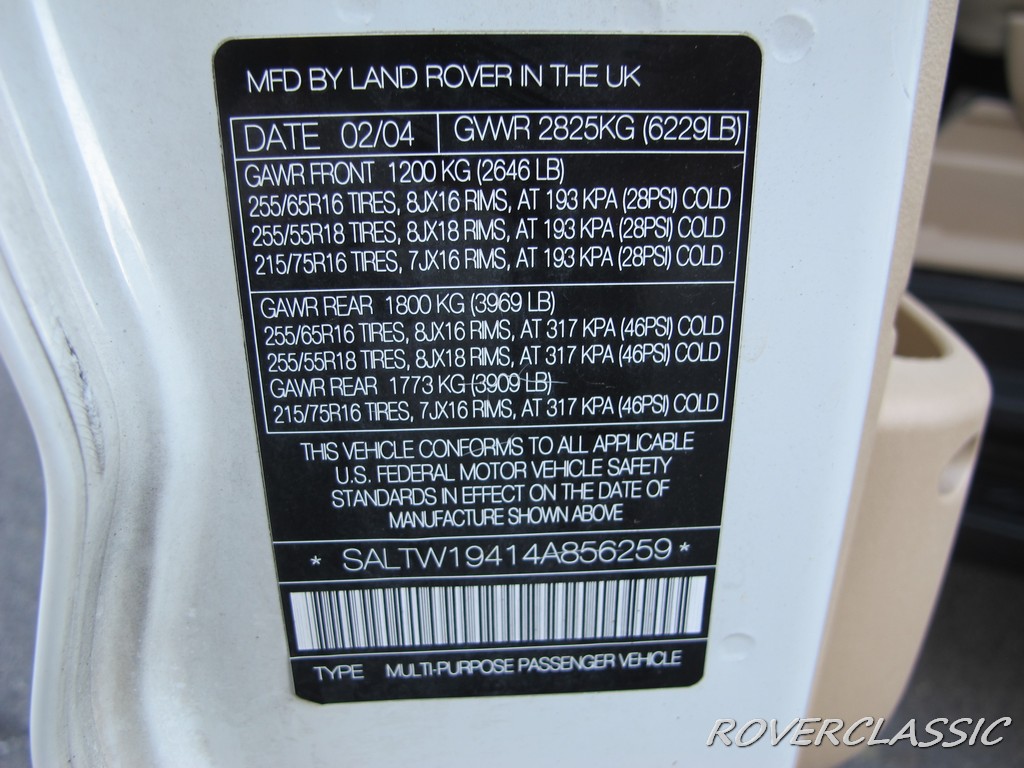 MFD BY LAND ROVER IN THE UK
DATE 02/04 GVWR 2825KG (6229LB)
GAWR FRONT 1200 KG (2646 LB)
255/65R16 TIRES, 8JX16 RIMS, AT 193 KPA (28PSI) COLD
255/55R18 TIRES, 8JX18 RIMS, AT 193 KPA (28PSI) COLD
215/75R16 TIRES, 7JX16 RIMS, AT 193 KPA (28PSI) COLD
GAWR REAR 1800 KG (3969 LB)
255/65R16 TIRES, 8JX16 RIMS, AT 317 KPA (46PSI) COLD
255/55R18 TIRES, 8JX18 RIMS, AT 317 KPA (46PSI) COLD
GAWR REAR 1773 KG (3909 LB)
215/75R16 TIRES, 7JX16 RIMS, AT 317 KPA (46PSI) COLD
THIS VEHICLE CONFORMS TO ALL APPLICABLE
U.S. FEDERAL MOTOR VEHICLE SAFETY
STANDARDS IN EFFECT ON THE DATE OF
MANUFACTURE SHOWN ABOVE
* SALTW19414A856259 *
TYPE MULTI-PURPOSE PASSENGER VEHICLE
ROVERCLASSIC